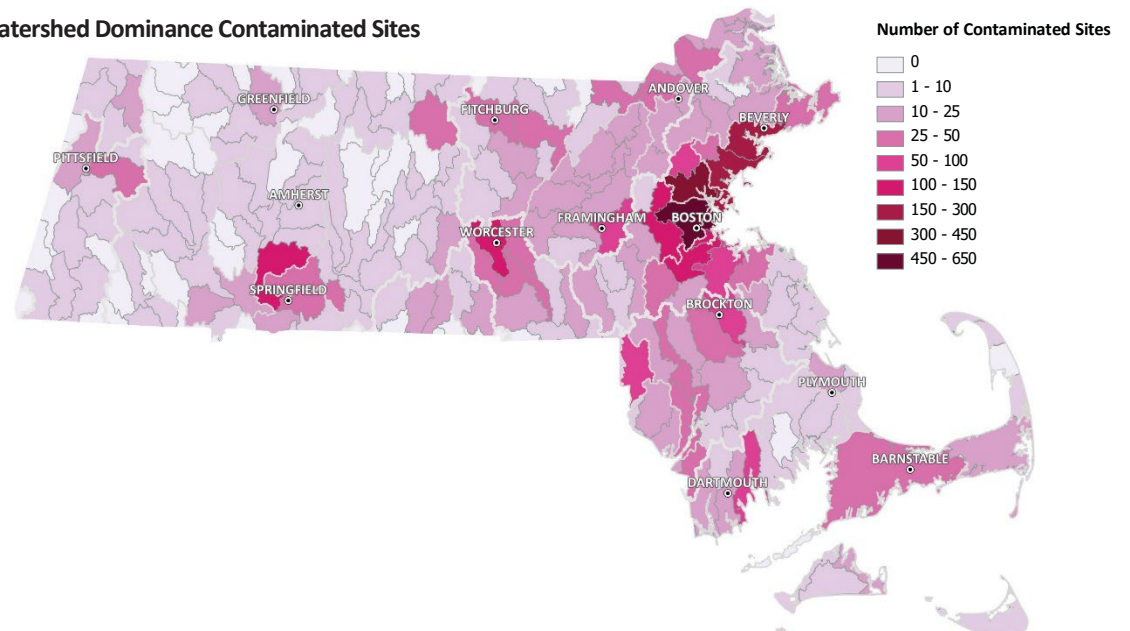 atershed Dominance Contaminated Sites
Number of Contaminated Sites
0
1 - 10
10 - 25
25 - 50
50 - 100
100 - 150
150 - 300
300 - 450
450 - 650
GREENFIELD
FITCHBURG
ANDOVER
BEVERLY
PITTSFIELD
AMHERST
WORCESTER
FRAMINGHAM
BOSTON
SPRINGFIELD
BROCKTON
PLYMOUTH
BARNSTABLE
DARTMOUTH